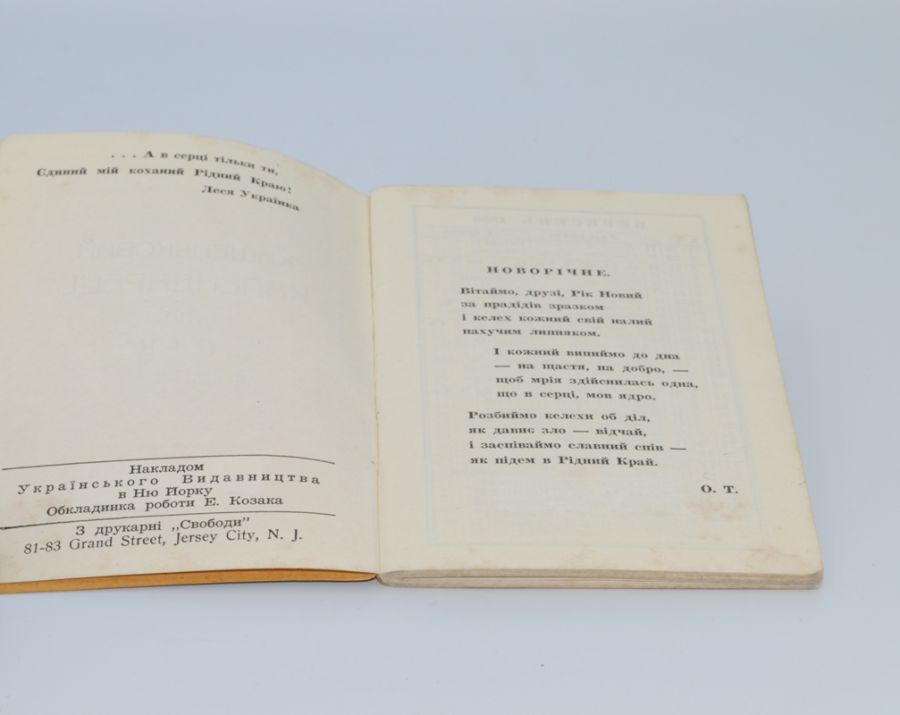 . . . А в серці тільки ти,
Єдиний мій коханий Рідний Краю!
Леся Українка
Накладом
Українського Видавництва
в Ню Йорку
Обкладинка роботи Е. Козака
З друкарні „Свободи"
81-83 Grand Street, Jersey City, N. J.
НОВОРІЧНЕ.
Вітаймо, друзі, Рік Новий
за прадідів зразком
і келех кожний свій налий
пахучим липняком.
І кожний випиймо до дна
— на щастя, на добро, —
щоб мрія здійснилась одна,
що в серці, мов ядро.
Розбиймо келехи об діл,
як давнє зло — відчай,
і заспіваймо славний спів —
як підем в Рідний Край.
О. Т.